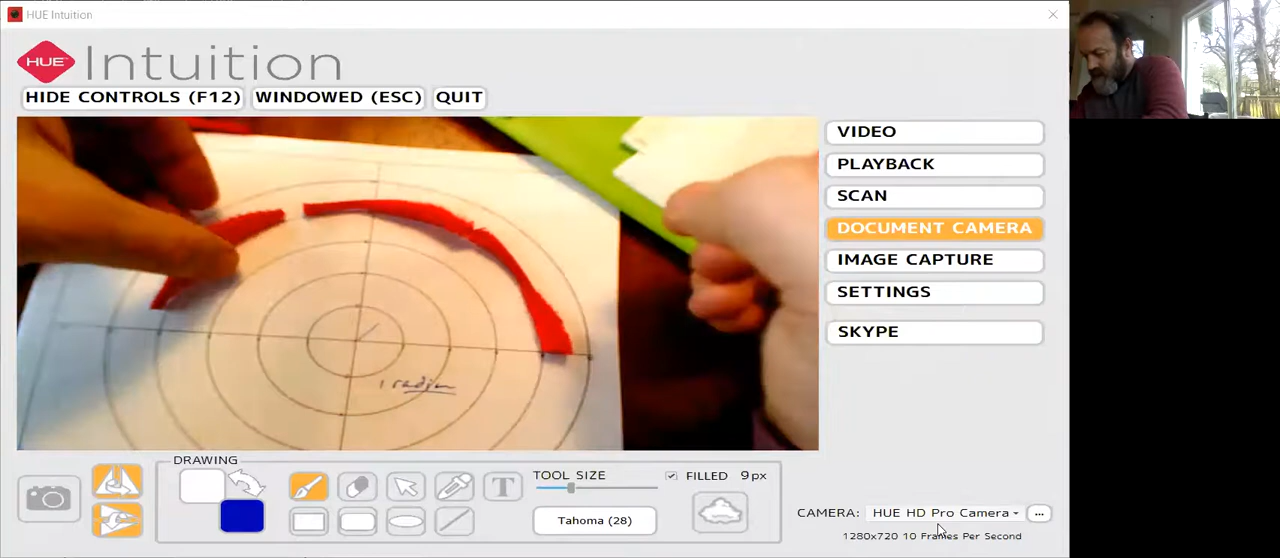 HUE Intuition
HUE Intuition
HIDE CONTROLS (F12) WINDOWED (ESC) QUIT
VIDEO
PLAYBACK
SCAN
DOCUMENT CAMERA
IMAGE CAPTURE
SETTINGS
SKYPE
1 radian
DRAWING
TOOL SIZE
FILLED 9px
T
Tahoma (28)
CAMERA: HUE HD Pro Camera ...
1280x720 10 Frames Per Second